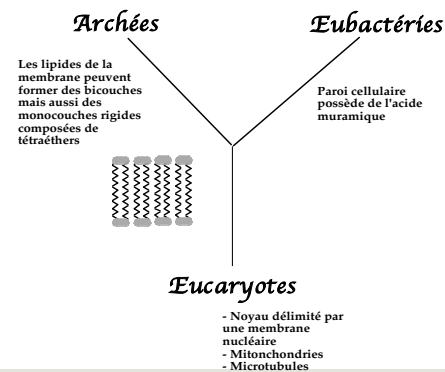 Archées
Eubactéries
Les lipides de la
membrane peuvent
former des bicouches
mais aussi des
monocouches rigides
composées de
tétraéthers
Paroi cellulaire
possède de l'acide
muramique
Eucaryotes
- Noyau délimité par
une membrane
nucléaire
- Mitonchondries
- Microtubules